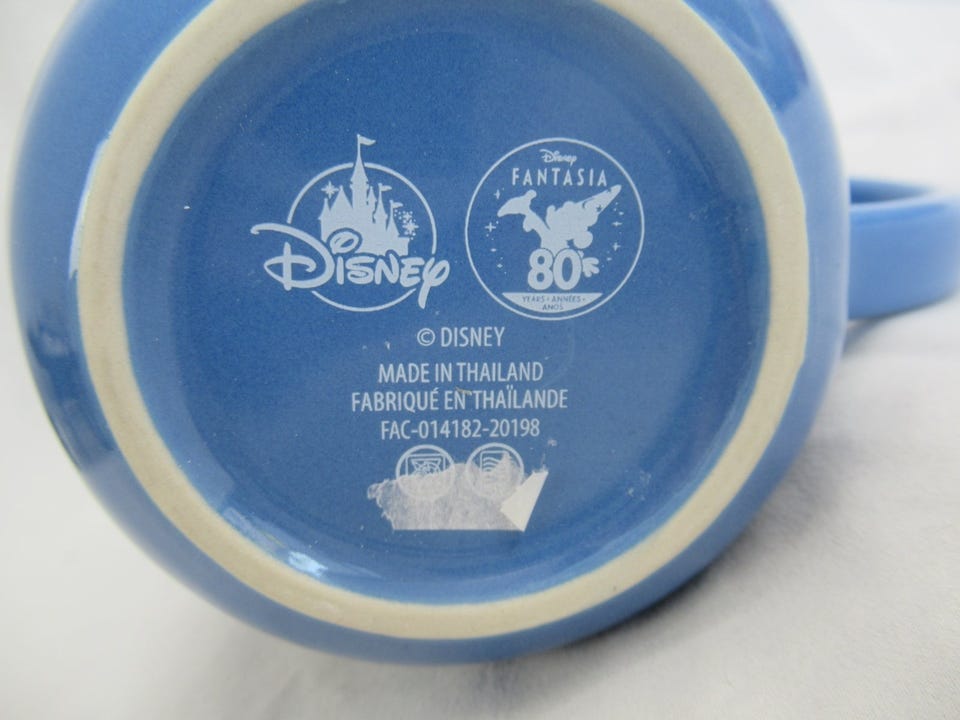 Disney
Disney
FANTASIA
80
YEARS • ANNÉES •
AÑOS
© DISNEY
MADE IN THAILAND
FABRIQUÉ EN THAÏLANDE
FAC-014182-20198